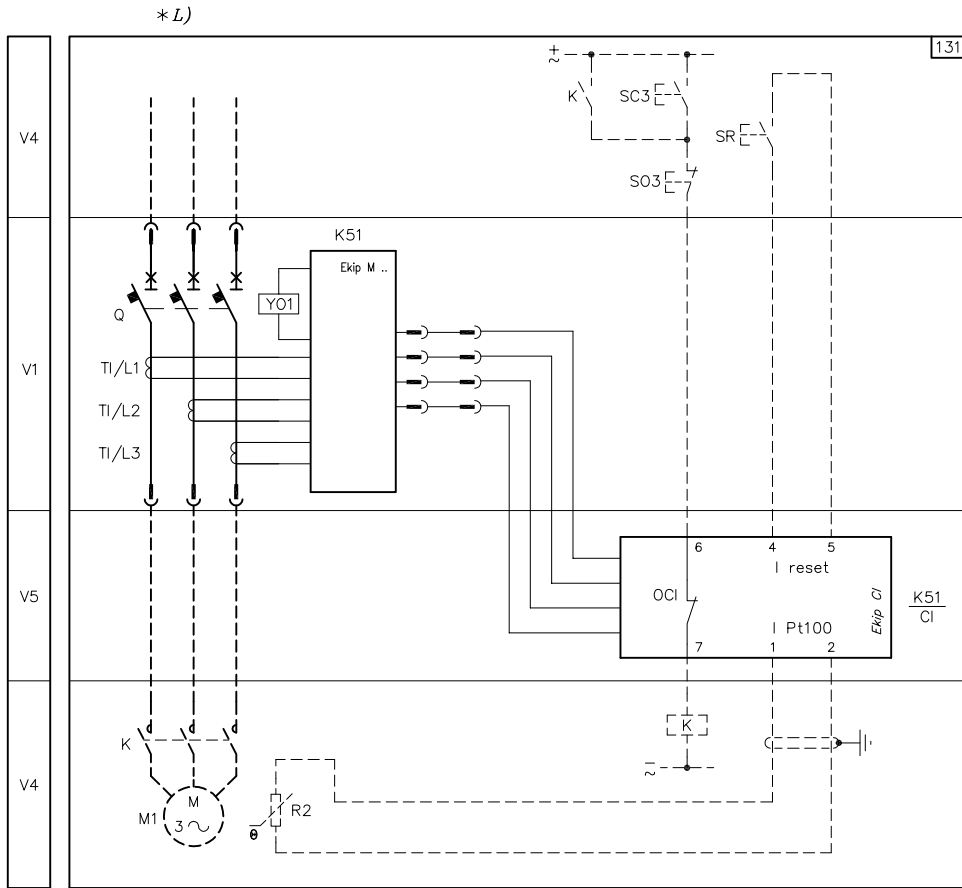 * L)
131
V4
V1
V5
V4
+
~
K
SC3
SR
SO3
K51
Ekip M ..
YO1
Q
TI/L1
TI/L2
TI/L3
6 4 5
I reset
OCI
I Pt100
7 1 2
Ekip CI
K51
CI
K
K
-
~
M1
M
3 ~
R2
θ